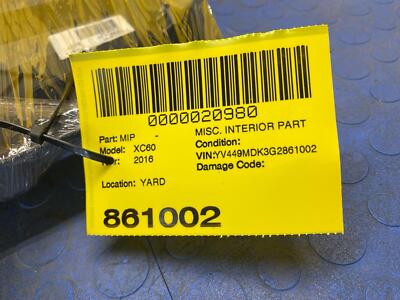 0000020980
Part: MIP - MISC. INTERIOR PART
Model: XC60 Condition:
2016 VIN:YV449MDK3G2861002
Damage Code:
Location: YARD
861002